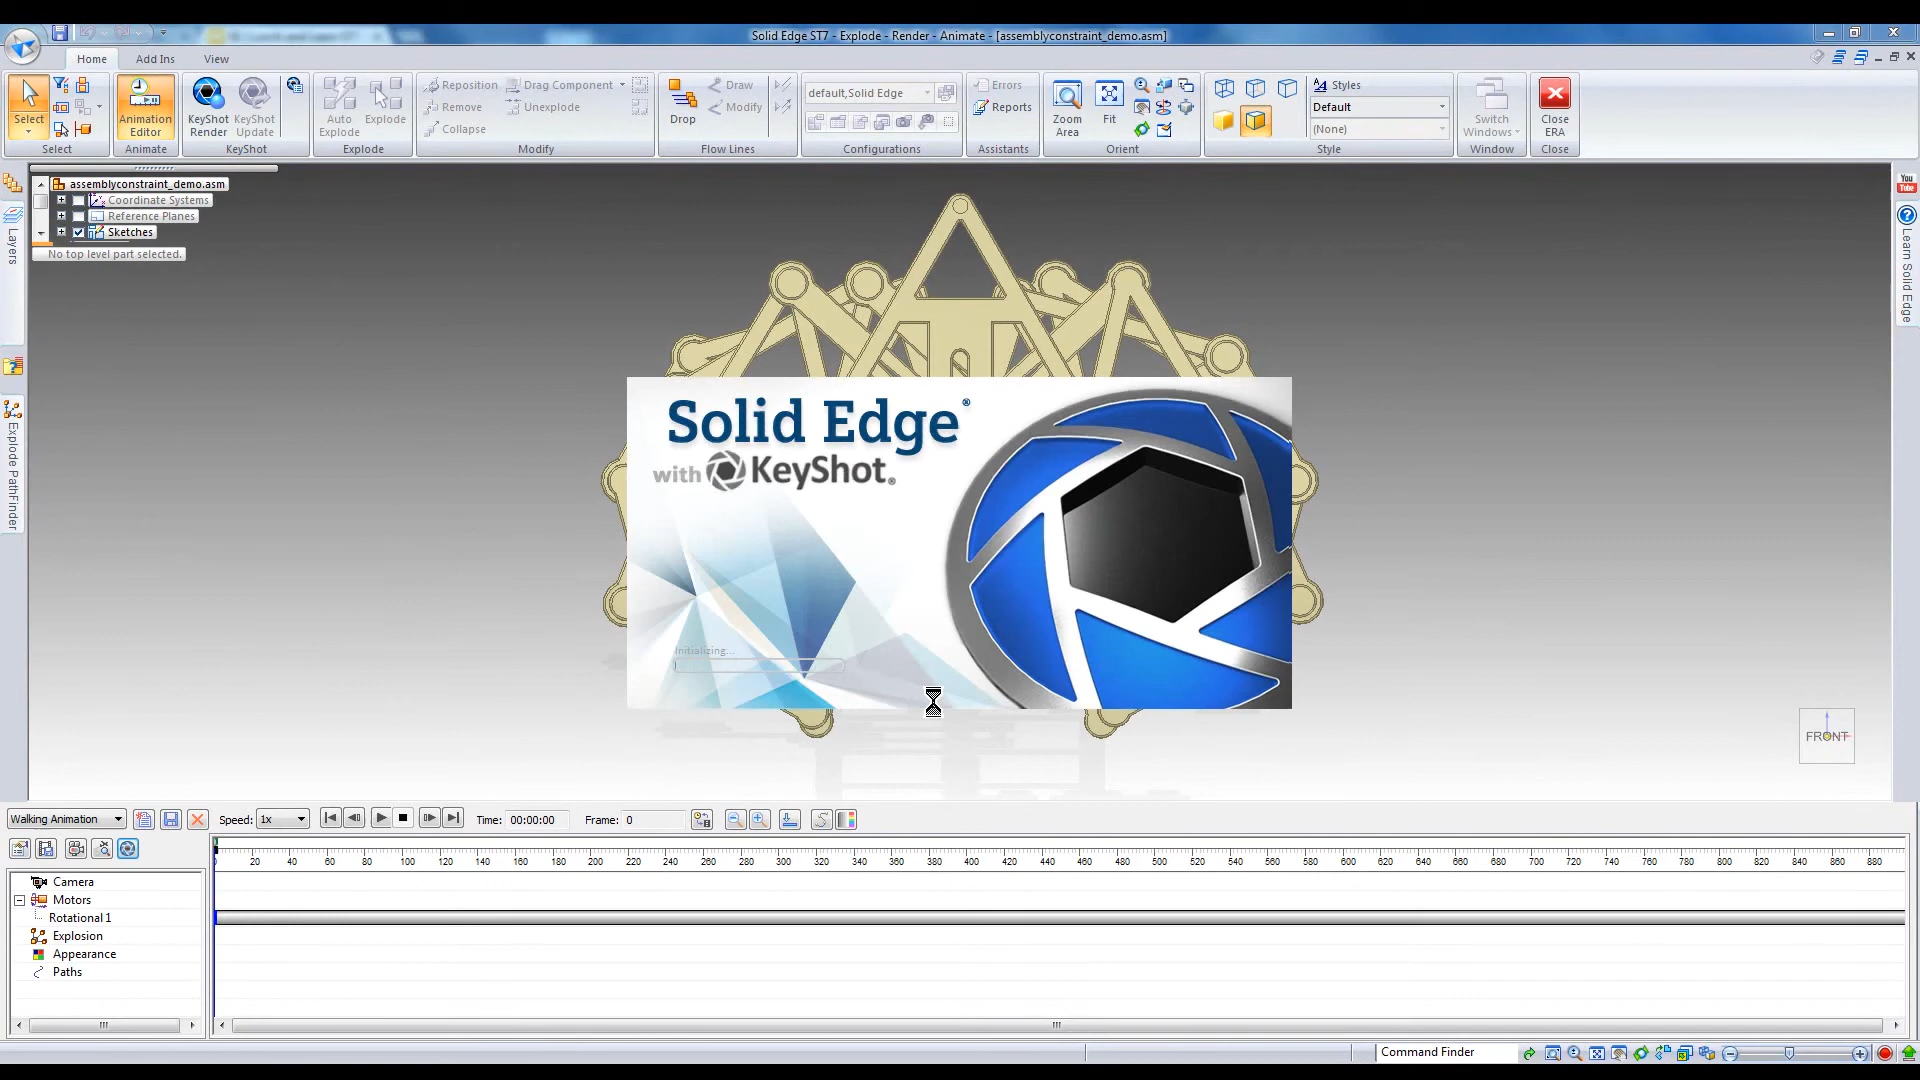 Solid Edge ST7 - Explode - Render - Animate - [assemblyconstraint_demo.asm]
Home Add Ins View
Select
Select
Animation Editor
Animate
KeyShot Render
KeyShot Update
KeyShot
Auto Explode
Explode
Explode
Reposition
Remove
Collapse
Drag Component
Unexplode
Modify
Drop
Draw
Modify
Flow Lines
default,Solid Edge
Configurations
Errors
Reports
Assistants
Zoom Area
Fit
Orient
Styles
Default
(None)
Style
Switch Windows
Window
Close ERA
Close
assemblyconstraint_demo.asm
Coordinate Systems
Reference Planes
Sketches
No top level part selected.
Layers
Explode PathFinder
You Tube
Learn Solid Edge
Solid Edge®
with KeyShot®
Initializing...
FRONT
Walking Animation
Speed: 1x
Time: 00:00:00
Frame: 0
20 40 60 80 100 120 140 160 180 200 220 240 260 280 300 320 340 360 380 400 420 440 460 480 500 520 540 560 580 600 620 640 660 680 700 720 740 760 780 800 820 840 860 880
Camera
Motors
Rotational 1
Explosion
Appearance
Paths
Command Finder